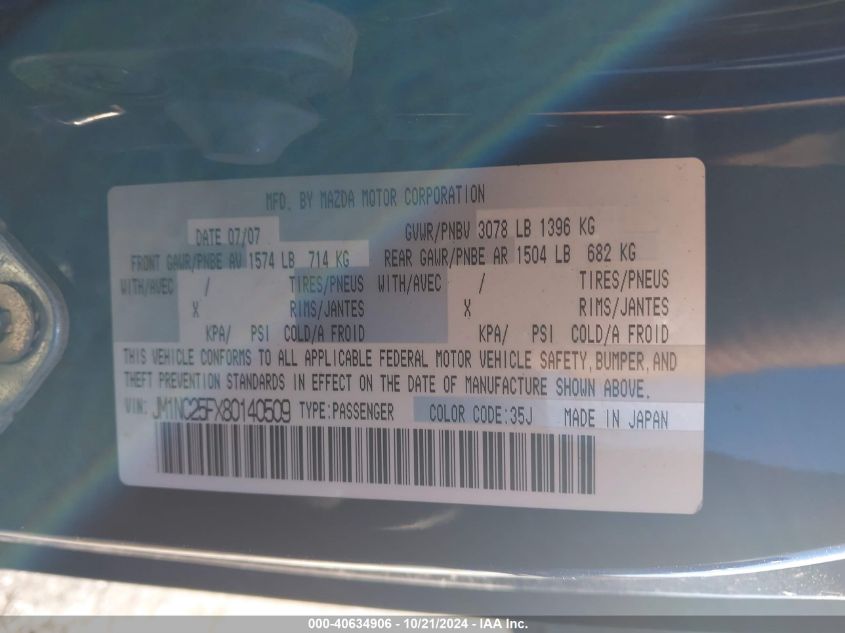 MFD. BY MAZDA MOTOR CORPORATION
DATE 07/07 GVWR/PNBV 3078 LB 1396 KG
FRONT GAWR/PNBE AV 1574 LB 714 KG REAR GAWR/PNBE AR 1504 LB 682 KG
WITH/AVEC / TIRES/PNEUS WITH/AVEC / TIRES/PNEUS
X RIMS/JANTES X RIMS/JANTES
KPA/ PSI COLD/A FROID KPA/ PSI COLD/A FROID
THIS VEHICLE CONFORMS TO ALL APPLICABLE FEDERAL MOTOR VEHICLE SAFETY, BUMPER, AND
THEFT PREVENTION STANDARDS IN EFFECT ON THE DATE OF MANUFACTURE SHOWN ABOVE.
VIN: JM1NC25FX80140509 TYPE:PASSENGER COLOR CODE:35J MADE IN JAPAN
000-40634906 - 10/21/2024 - IAA Inc.